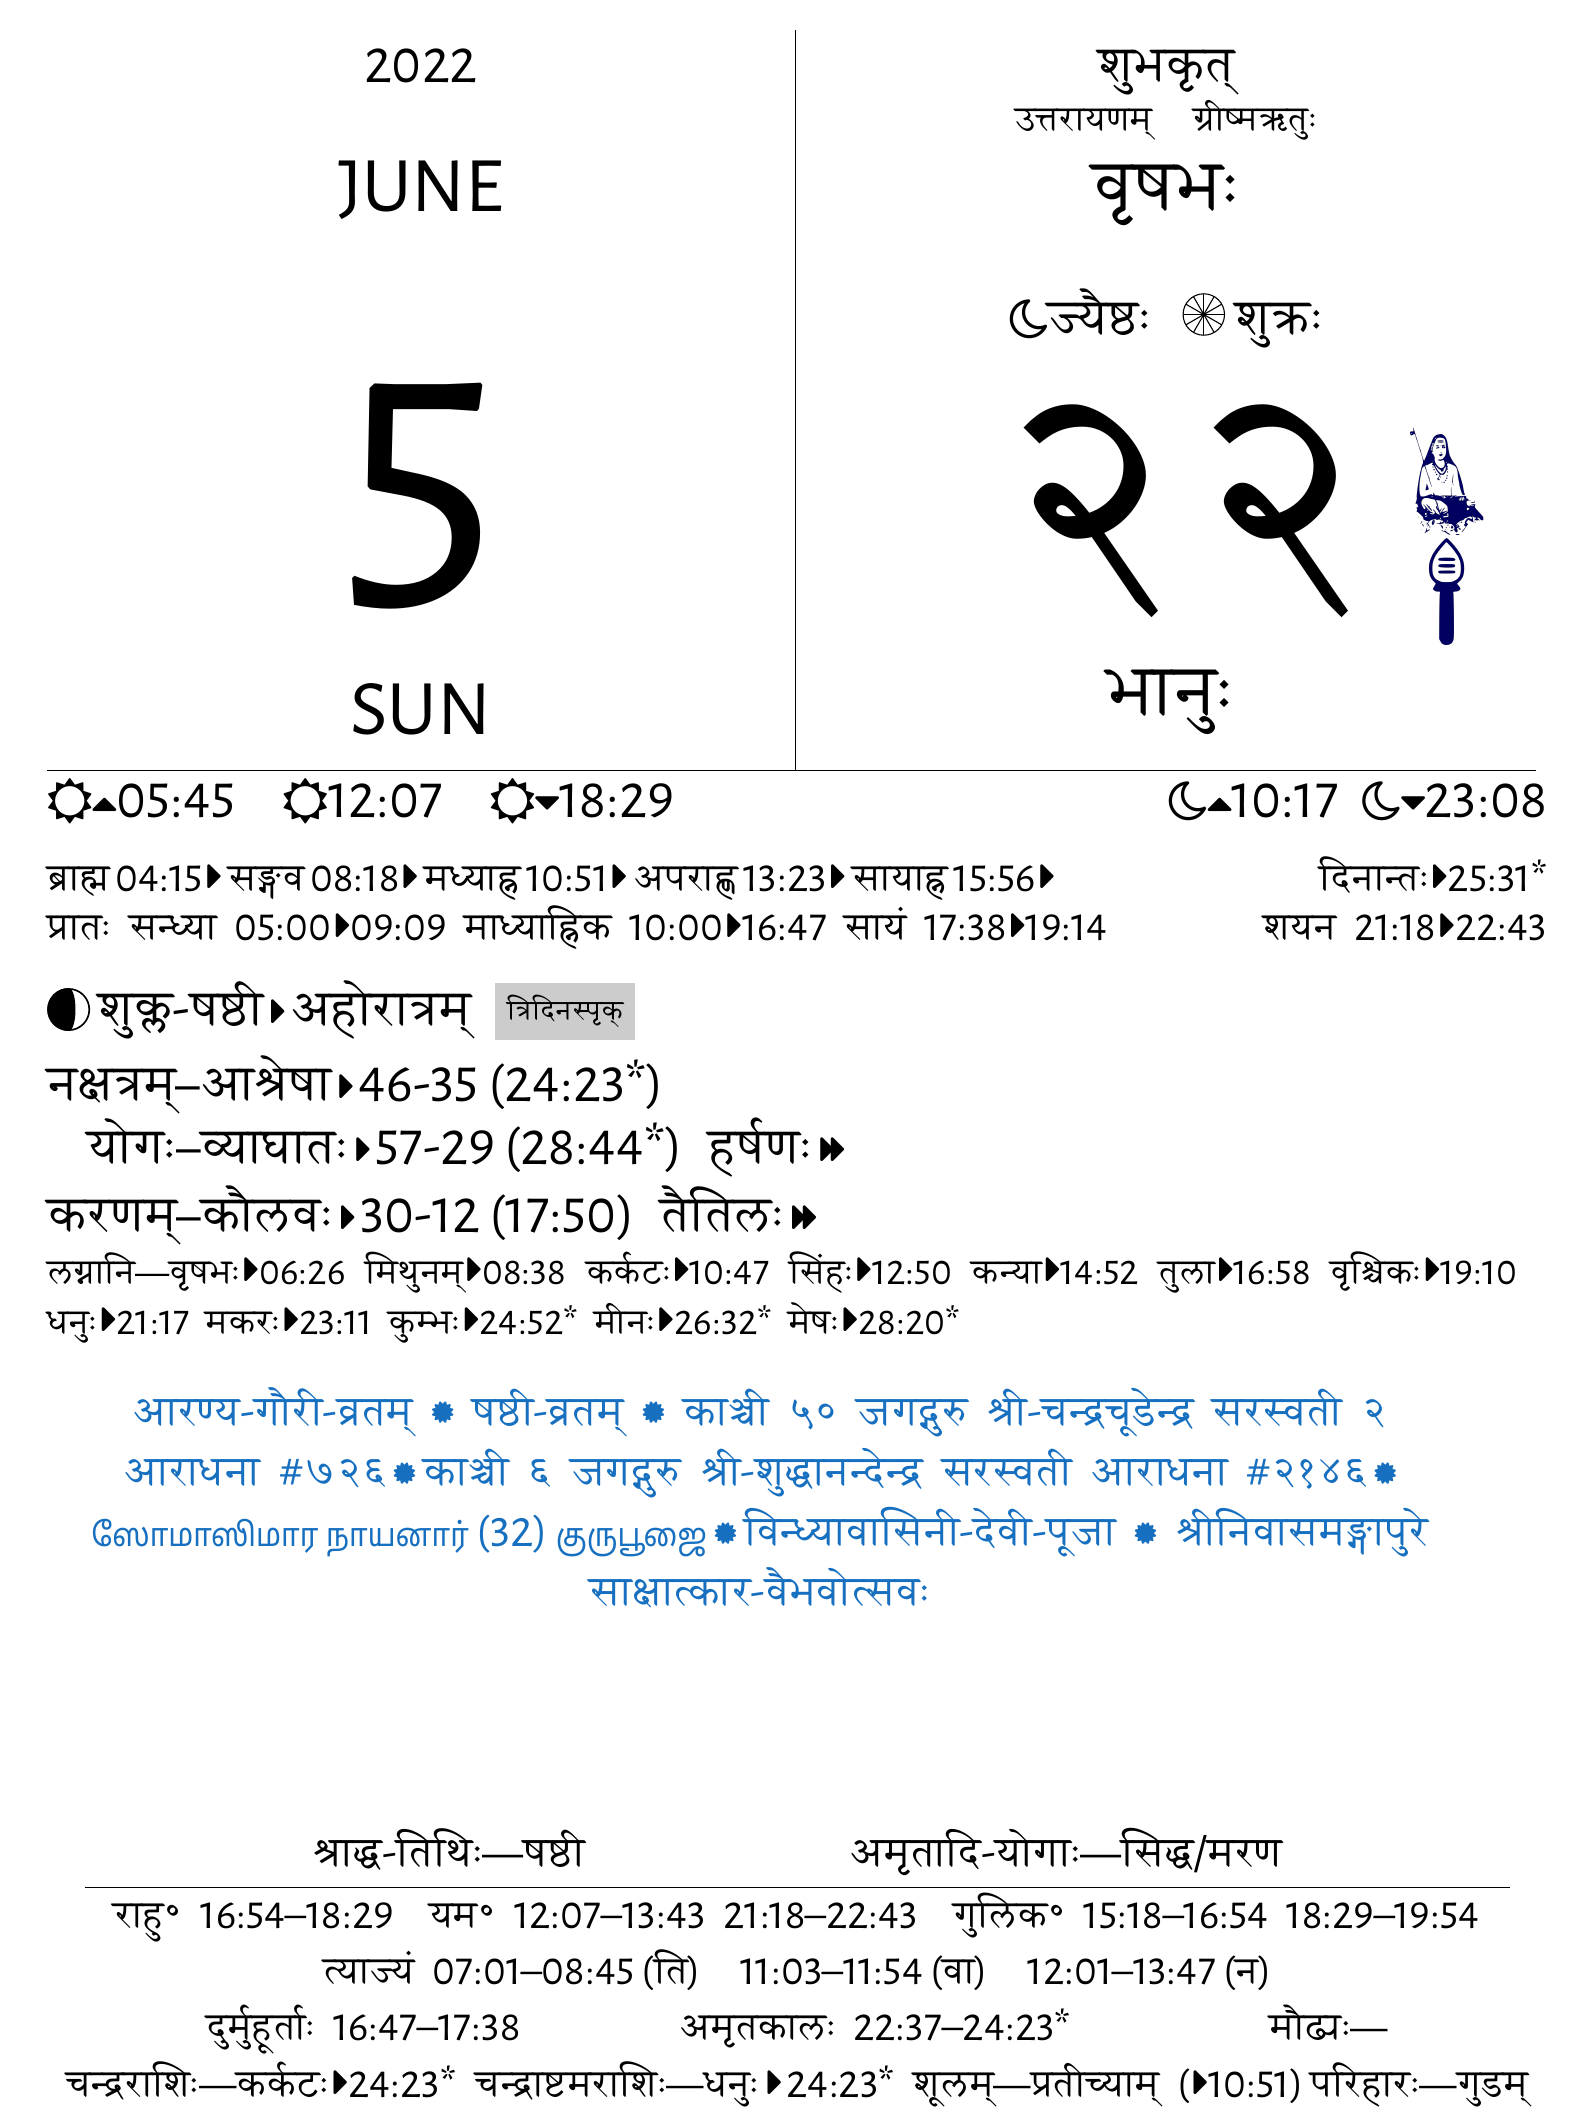 2022
JUNE
5
SUN
शुभकृत्
उत्तरायणम् ग्रीष्मऋतुः
वृषभः
ज्यैष्ठः शुक्रः
२२
भानुः
05:45 12:07 18:29 10:17 23:08
ब्राह्म 04:15 सङ्गव 08:18 मध्याह्न 10:51 अपराह्ण 13:23 सायाह्न 15:56 दिनान्तः 25:31*
प्रातः सन्ध्या 05:00 09:09 माध्याह्निक 10:00 16:47 सायं 17:38 19:14 शयन 21:18 22:43
शुक्ल-षष्ठी अहोरात्रम् त्रिदिनस्पृक्
नक्षत्रम्–आश्रेषा 46-35 (24:23*)
योगः–व्याघातः 57-29 (28:44*) हर्षणः
करणम्–कौलवः 30-12 (17:50) तैतिलः
लग्नानि—वृषभः 06:26 मिथुनम् 08:38 कर्कटः 10:47 सिंहः 12:50 कन्या 14:52 तुला 16:58 वृश्चिकः 19:10
धनुः 21:17 मकरः 23:11 कुम्भः 24:52* मीनः 26:32* मेषः 28:20*
आरण्य-गौरी-व्रतम् षष्ठी-व्रतम् काञ्ची ५० जगद्गुरु श्री-चन्द्रचूडेन्द्र सरस्वती २
आराधना #७२६ काञ्ची ६ जगद्गुरु श्री-शुद्धानन्देन्द्र सरस्वती आराधना #२१४६
ஸோமாஸிமார நாயனார் (32) குருபூஜை विन्ध्यावासिनी-देवी-पूजा श्रीनिवासमङ्गापुरे
साक्षात्कार-वैभवोत्सवः
श्राद्ध-तिथिः—षष्ठी अमृतादि-योगाः—सिद्ध/मरण
राहु° 16:54–18:29 यम° 12:07–13:43 21:18–22:43 गुलिक° 15:18–16:54 18:29–19:54
त्याज्यं 07:01–08:45 (ति) 11:03–11:54 (वा) 12:01–13:47 (न)
दुर्मुहूर्ताः 16:47–17:38 अमृतकालः 22:37–24:23* मौढ्यः—
चन्द्रराशिः—कर्कटः 24:23* चन्द्राष्टमराशिः—धनुः 24:23* शूलम्—प्रतीच्याम् (10:51) परिहारः—गुडम्